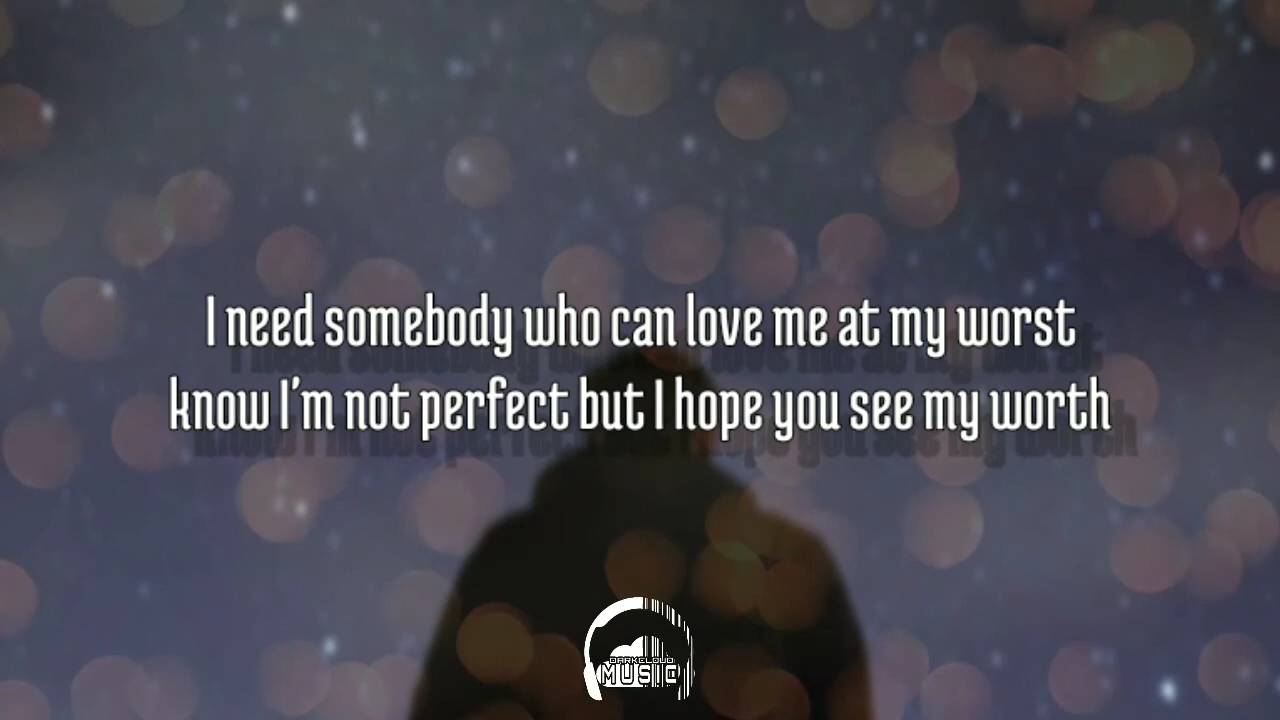 I need somebody who can love me at my worst
know I'm not perfect but I hope you see my worth
DARKCLOUD
MUSIC